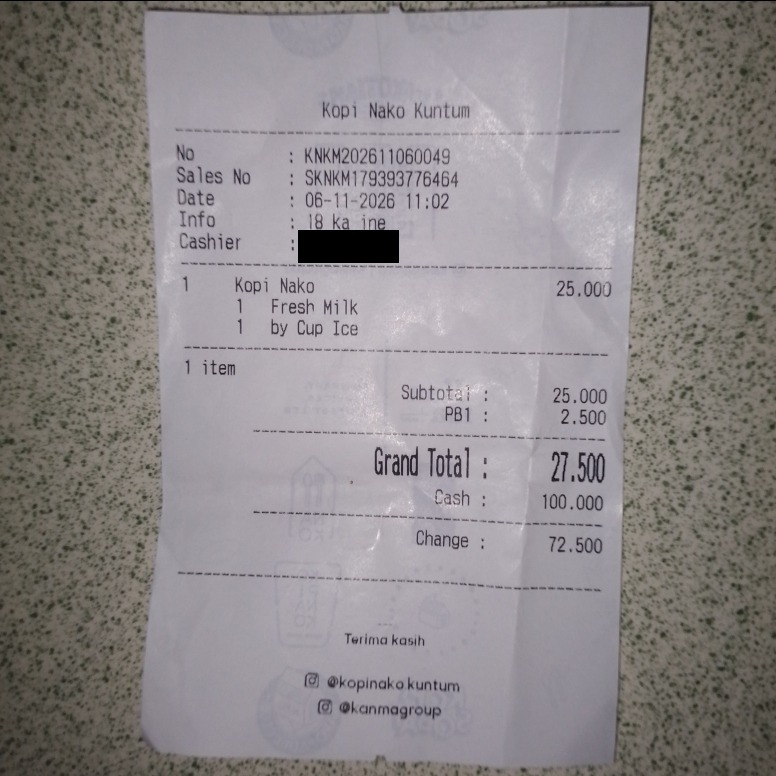 Kopi Nako Kuntum
No : KNKM202611060049
Sales No : SKNKM179393776464
Date : 06-11-2026 11:02
Info : 18 ka ine
Cashier :
1 Kopi Nako 25.000
1 Fresh Milk
1 by Cup Ice
1 item
Subtotal : 25.000
PB1 : 2.500
Grand Total : 27.500
Cash : 100.000
Change : 72.500
Terima kasih
@kopinako.kuntum
@kanmagroup